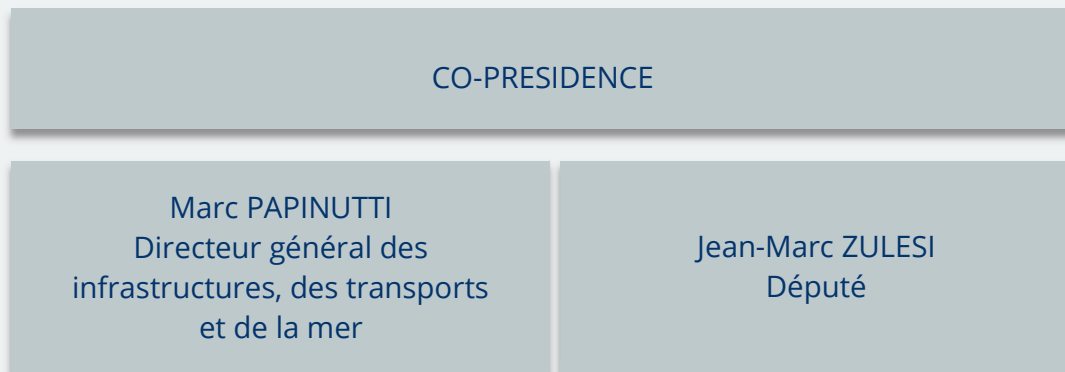 CO-PRESIDENCE
Marc PAPINUTTI
Directeur général des
infrastructures, des transports
et de la mer
Jean-Marc ZULESI
Député